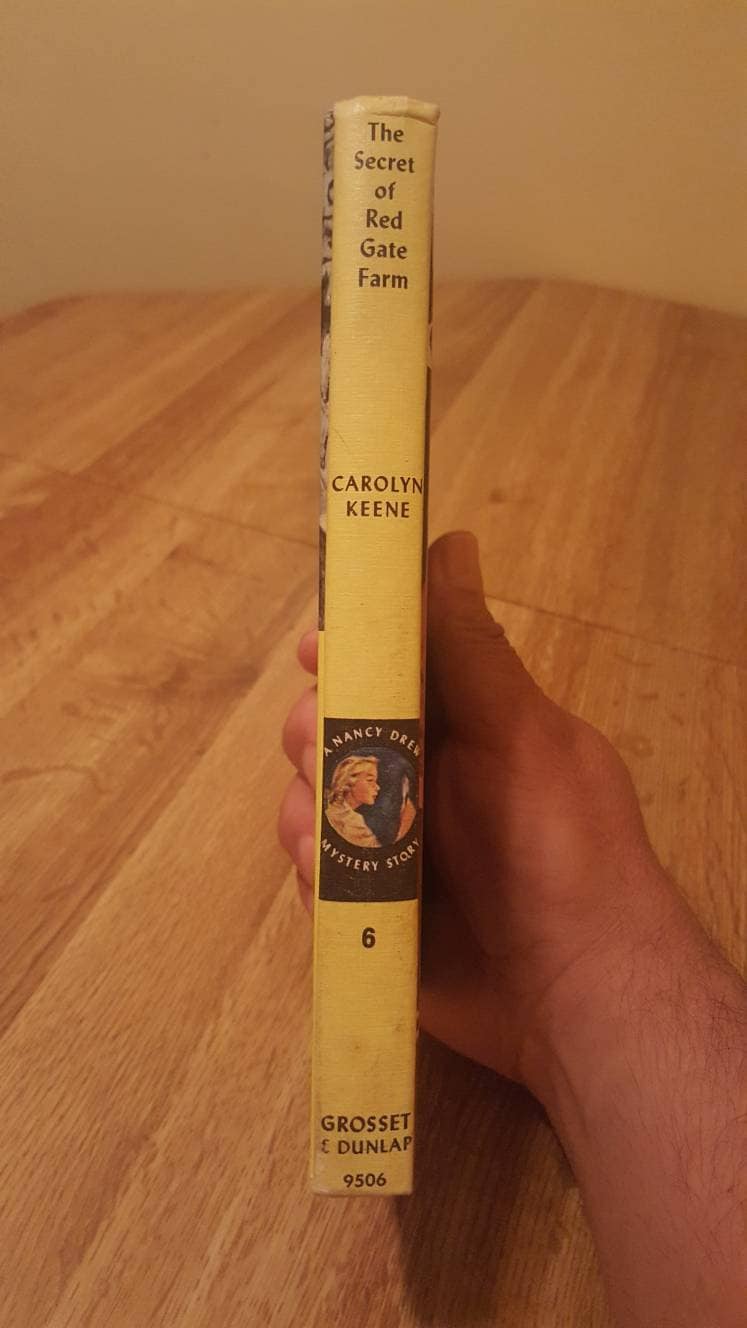 The
Secret
of
Red
Gate
Farm
CAROLYN
KEENE
A NANCY DREW
MYSTERY STORY
6
GROSSET
& DUNLAP
9506